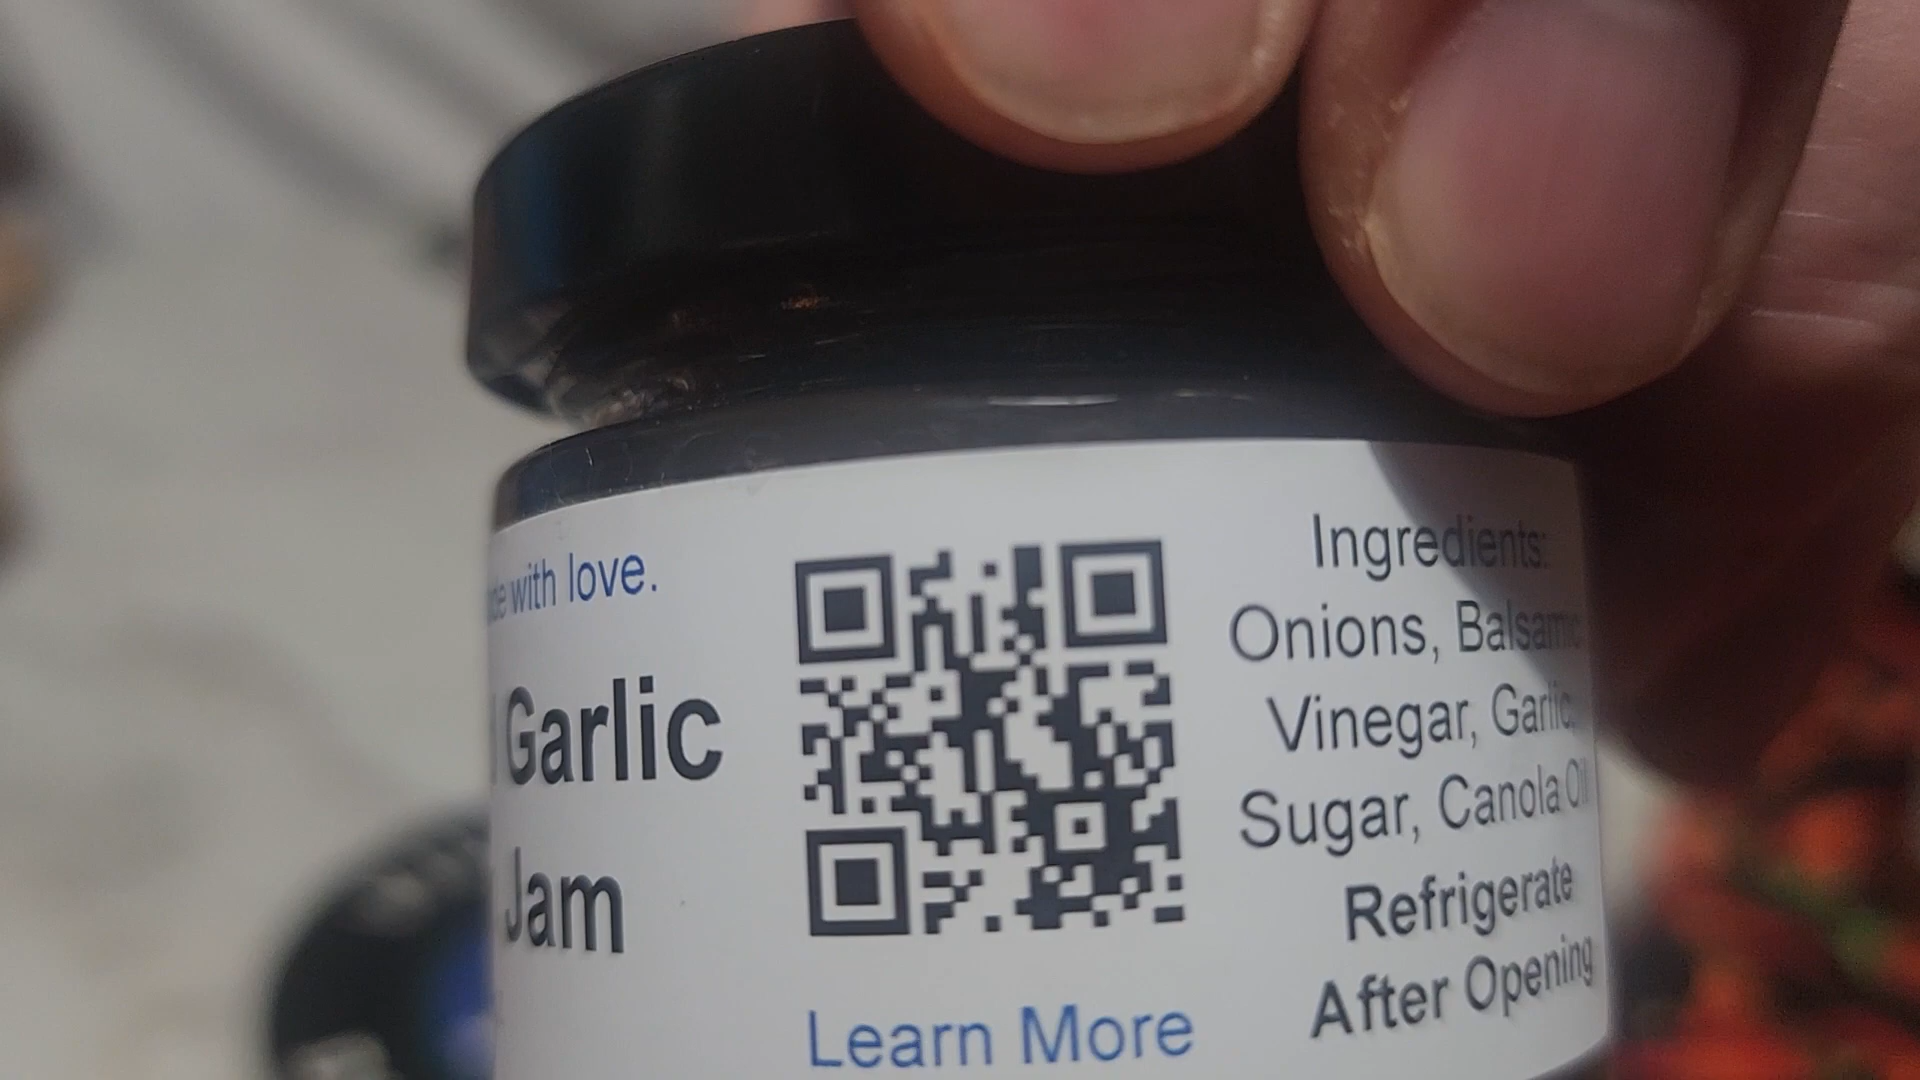 with love.
Garlic
Jam
Learn More
Ingredients:
Onions, Balsamic
Vinegar, Garlic,
Sugar, Canola Oil
Refrigerate
After Opening